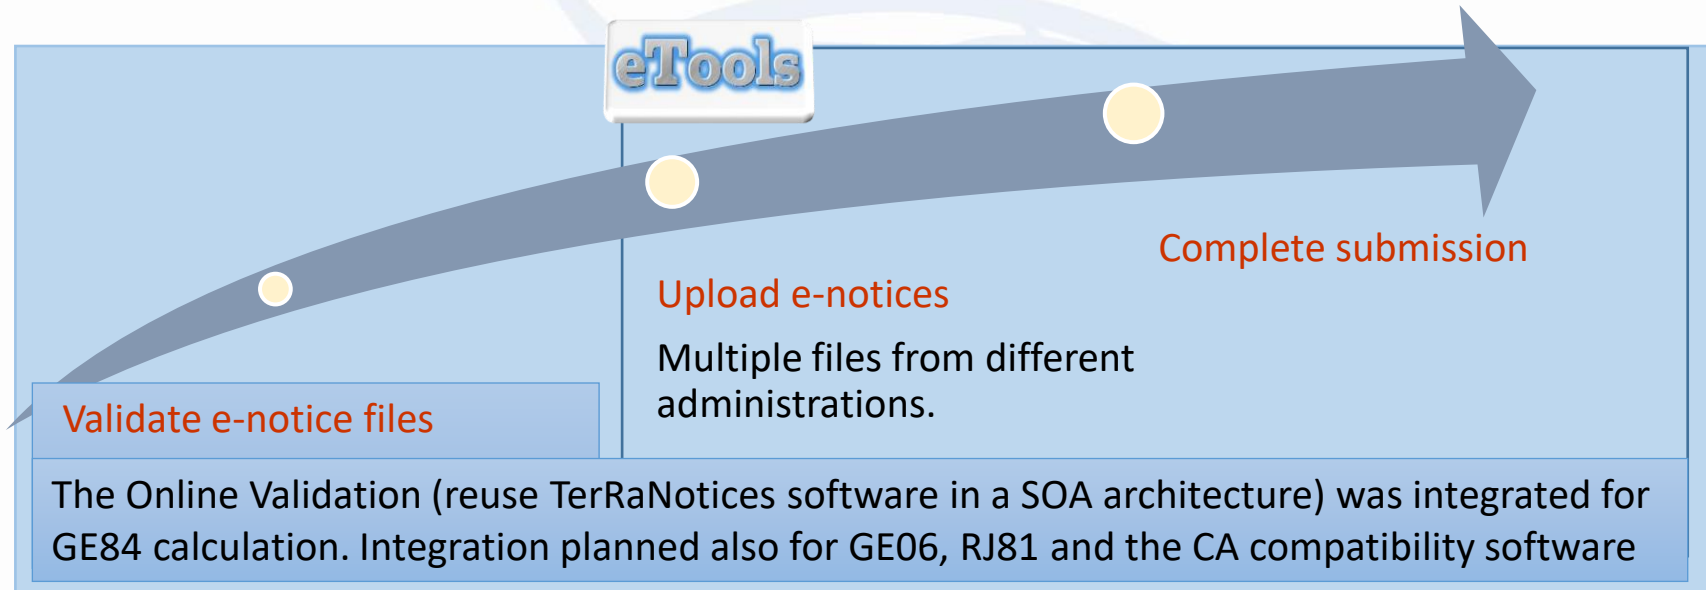 eTools
Complete submission
Upload e-notices
Multiple files from different
administrations.
Validate e-notice files
The Online Validation (reuse TerRaNotices software in a SOA architecture) was integrated for
GE84 calculation. Integration planned also for GE06, RJ81 and the CA compatibility software